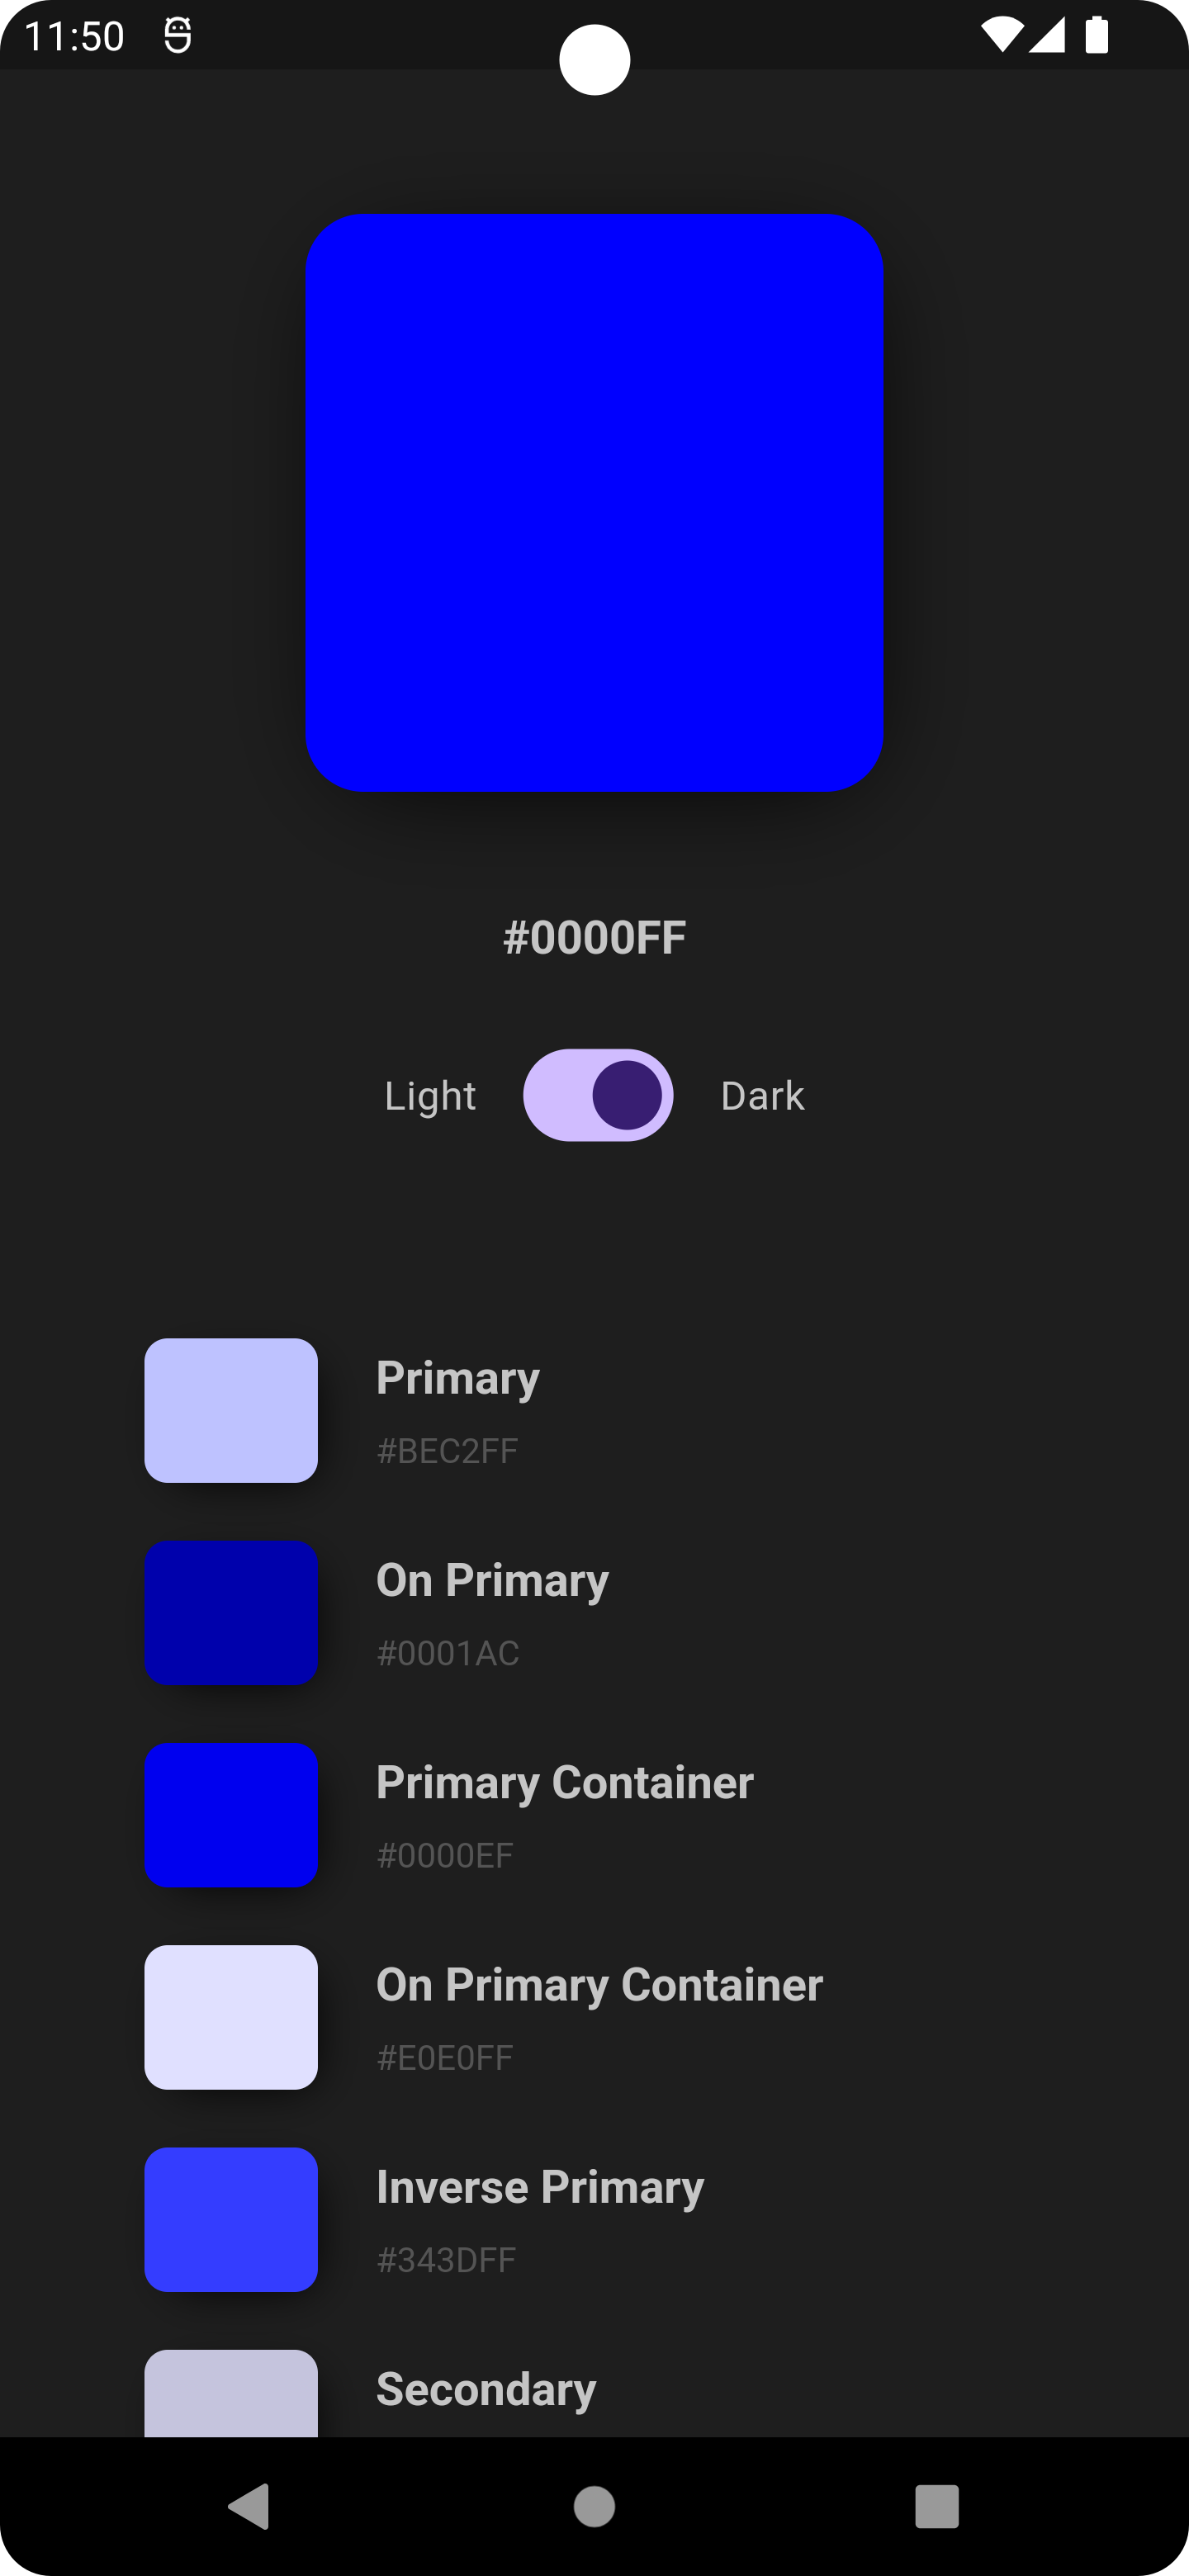 11:50
#0000FF
Light Dark
Primary
#BEC2FF
On Primary
#0001AC
Primary Container
#0000EF
On Primary Container
#E0E0FF
Inverse Primary
#343DFF
Secondary